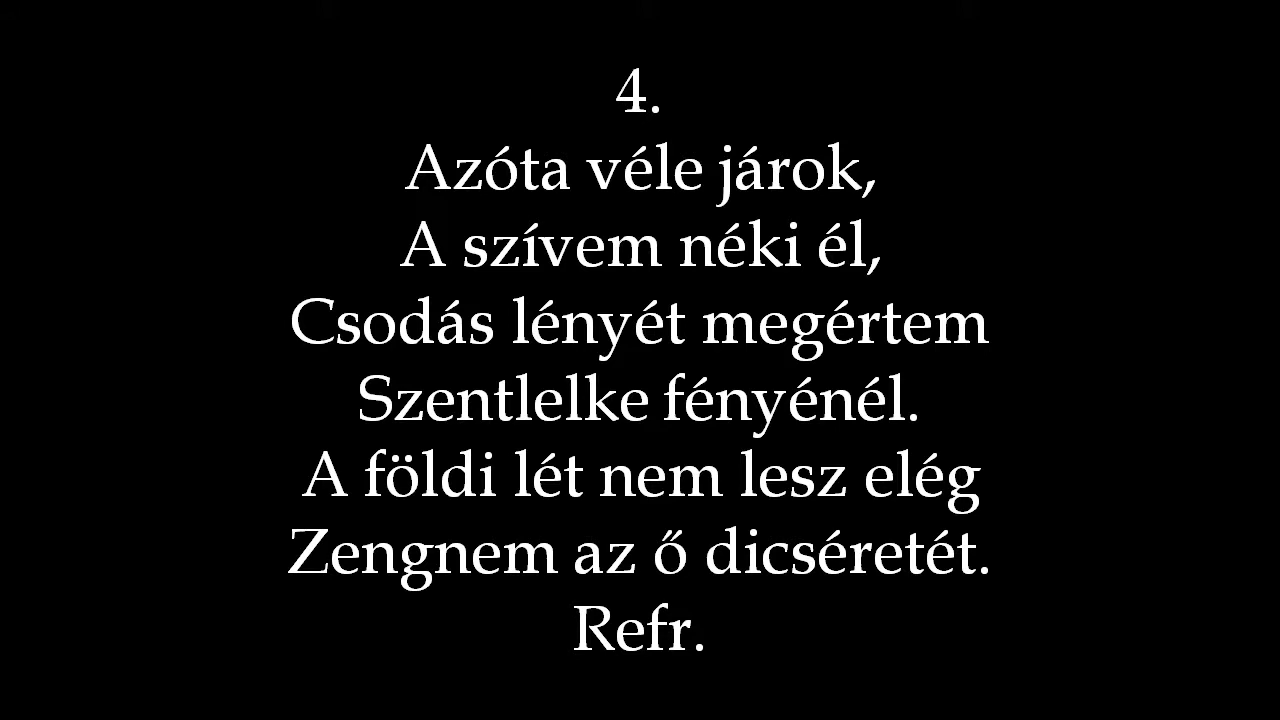 4.
Azóta véle járok,
A szívem néki él,
Csodás lényét megértem
Szentlelke fényénél.
A földi lét nem lesz elég
Zengnem az ő dicséretét.
Refr.